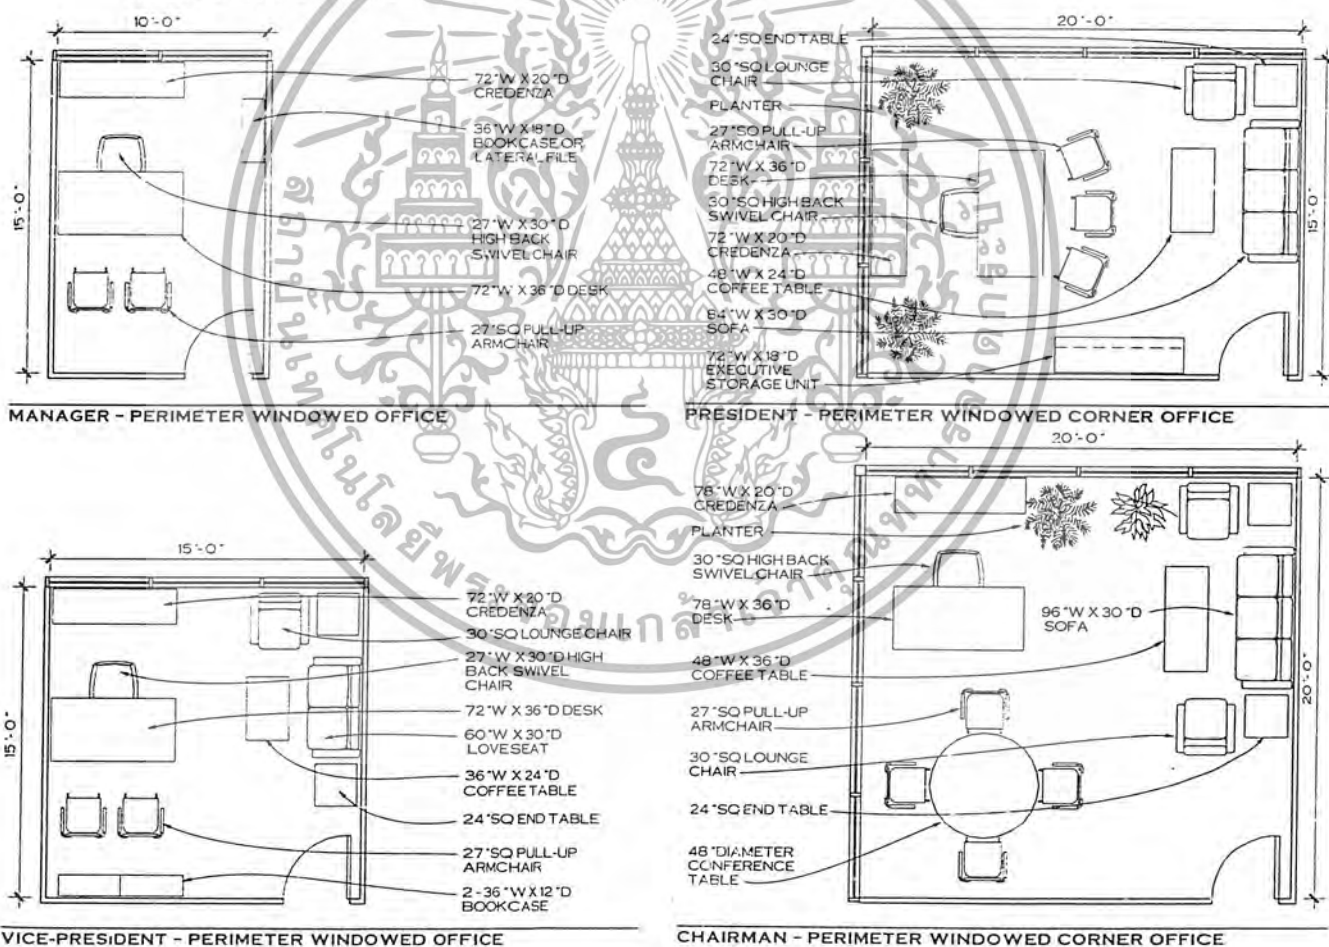 10'-0"
15'-0"
72"W X 20"D
CREDENZA
36"W X 18"D
BOOKCASE OR
LATERAL FILE
27"W X 30"D
HIGH BACK
SWIVEL CHAIR
72"W X 36"D DESK
27"SQ PULL-UP
ARMCHAIR
MANAGER - PERIMETER WINDOWED OFFICE
20'-0"
15'-0"
24"SQ END TABLE
30"SQ LOUNGE
CHAIR
PLANTER
27"SQ PULL-UP
ARMCHAIR
72"W X 36"D
DESK
30"SQ HIGH BACK
SWIVEL CHAIR
72"W X 20"D
CREDENZA
48"W X 24"D
COFFEE TABLE
84"W X 30"D
SOFA
72"W X 18"D
EXECUTIVE
STORAGE UNIT
PRESIDENT - PERIMETER WINDOWED CORNER OFFICE
15'-0"
15'-0"
72"W X 20"D
CREDENZA
30"SQ LOUNGE CHAIR
27"W X 30"D HIGH
BACK SWIVEL
CHAIR
72"W X 36"D DESK
60"W X 30"D
LOVESEAT
36"W X 24"D
COFFEE TABLE
24"SQ END TABLE
27"SQ PULL-UP
ARMCHAIR
2-36"W X 12"D
BOOKCASE
VICE-PRESIDENT - PERIMETER WINDOWED OFFICE
20'-0"
20'-0"
78"W X 20"D
CREDENZA
PLANTER
30"SQ HIGH BACK
SWIVEL CHAIR
78"W X 36"D
DESK
96"W X 30"D
SOFA
48"W X 36"D
COFFEE TABLE
27"SQ PULL-UP
ARMCHAIR
30"SQ LOUNGE
CHAIR
24"SQ END TABLE
48"DIAMETER
CONFERENCE
TABLE
CHAIRMAN - PERIMETER WINDOWED CORNER OFFICE